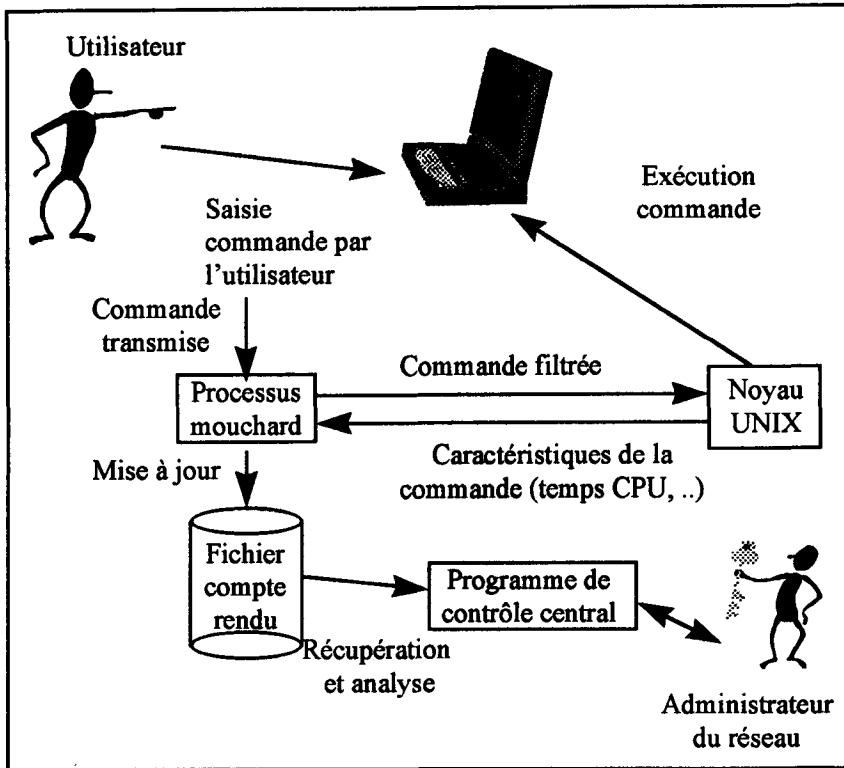 Utilisateur
Exécution
commande
Saisie
commande par
l'utilisateur
Commande
transmise
Commande filtrée
Processus
mouchard
Noyau
UNIX
Caractéristiques de la
commande (temps CPU, ..)
Mise à jour
Fichier
compte
rendu
Programme de
contrôle central
Récupération
et analyse
Administrateur
du réseau